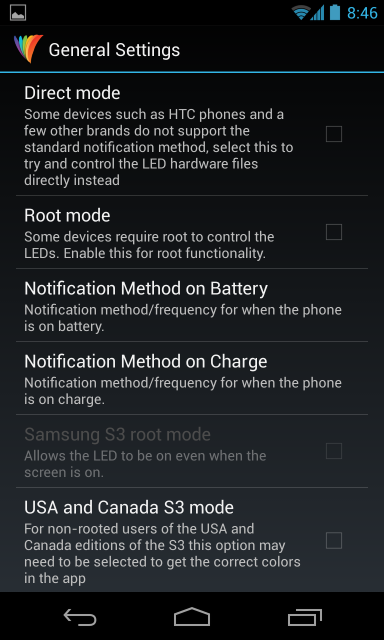 8:46
General Settings
Direct mode
Some devices such as HTC phones and a
few other brands do not support the
standard notification method, select this to
try and control the LED hardware files
directly instead
Root mode
Some devices require root to control the
LEDs. Enable this for root functionality.
Notification Method on Battery
Notification method/frequency for when the phone
is on battery.
Notification Method on Charge
Notification method/frequency for when the phone
is on charge.
Samsung S3 root mode
Allows the LED to be on even when the
screen is on.
USA and Canada S3 mode
For non-rooted users of the USA and
Canada editions of the S3 this option may
need to be selected to get the correct colors
in the app